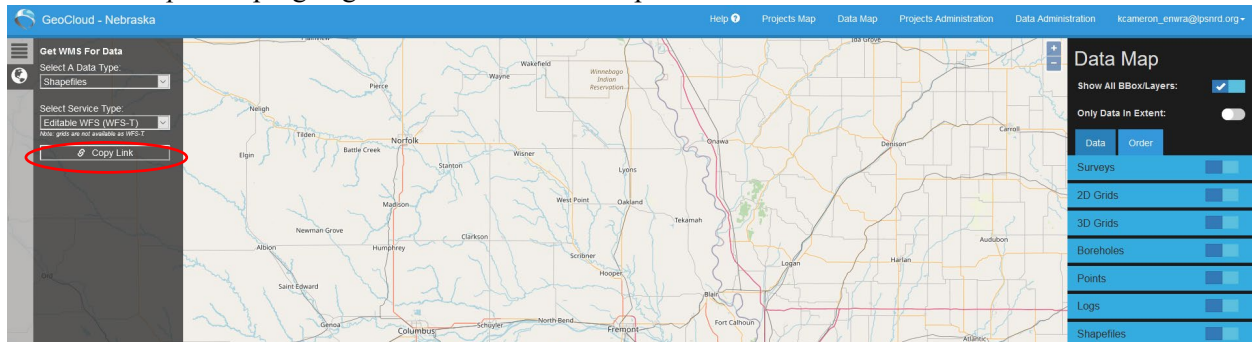 GeoCloud - Nebraska
Help ?
Projects Map
Data Map
Projects Administration
Data Administration
kcameron_enwra@lpsnrd.org
Get WMS For Data
Select A Data Type:
Shapefiles
Select Service Type:
Editable WFS (WFS-T)
Note: grids are not available as WFS-T
Copy Link
Wakefield
Wayne
Winnebago
Indian
Reservation
Pierce
Ida Grove
Neligh
Tilden
Norfolk
Battle Creek
Elgin
Stanton
Wisner
Lyons
Onawa
Denison
Carroll
Madison
West Point
Oakland
Tekamah
Newman Grove
Clarkson
Albion
Humphrey
Scribner
Logan
Harlan
Audubon
Hooper
Saint Edward
Blair
Genoa
Columbus
Schuyler
North Bend
Fremont
Fort Calhoun
Atlantic
Ord
+
-
Data Map
Show All BBox/Layers:
Only Data In Extent:
Data
Order
Surveys
2D Grids
3D Grids
Boreholes
Points
Logs
Shapefiles